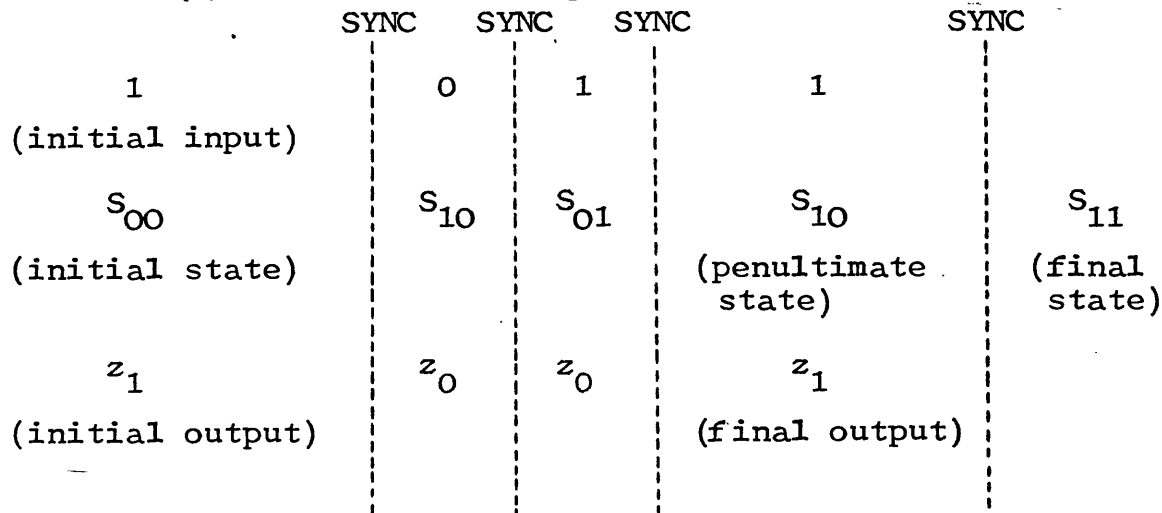 SYNC SYNC SYNC SYNC
1 0 1 1
(initial input)
S00 S10 S01 S10 S11
(initial state) (penultimate state) (final state)
z1 z0 z0 z1
(initial output) (final output)